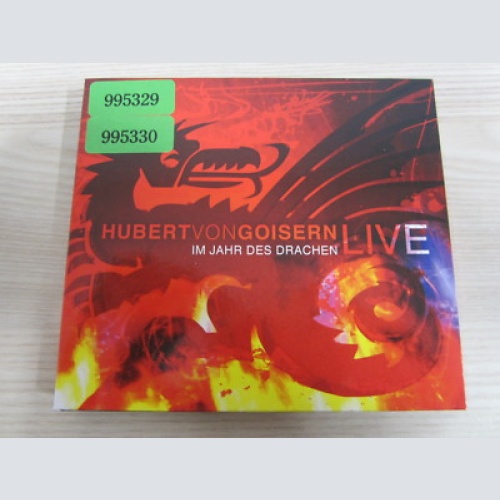 995329
995330
HUBERTVONGOISERN
LIVE
IM JAHR DES DRACHEN